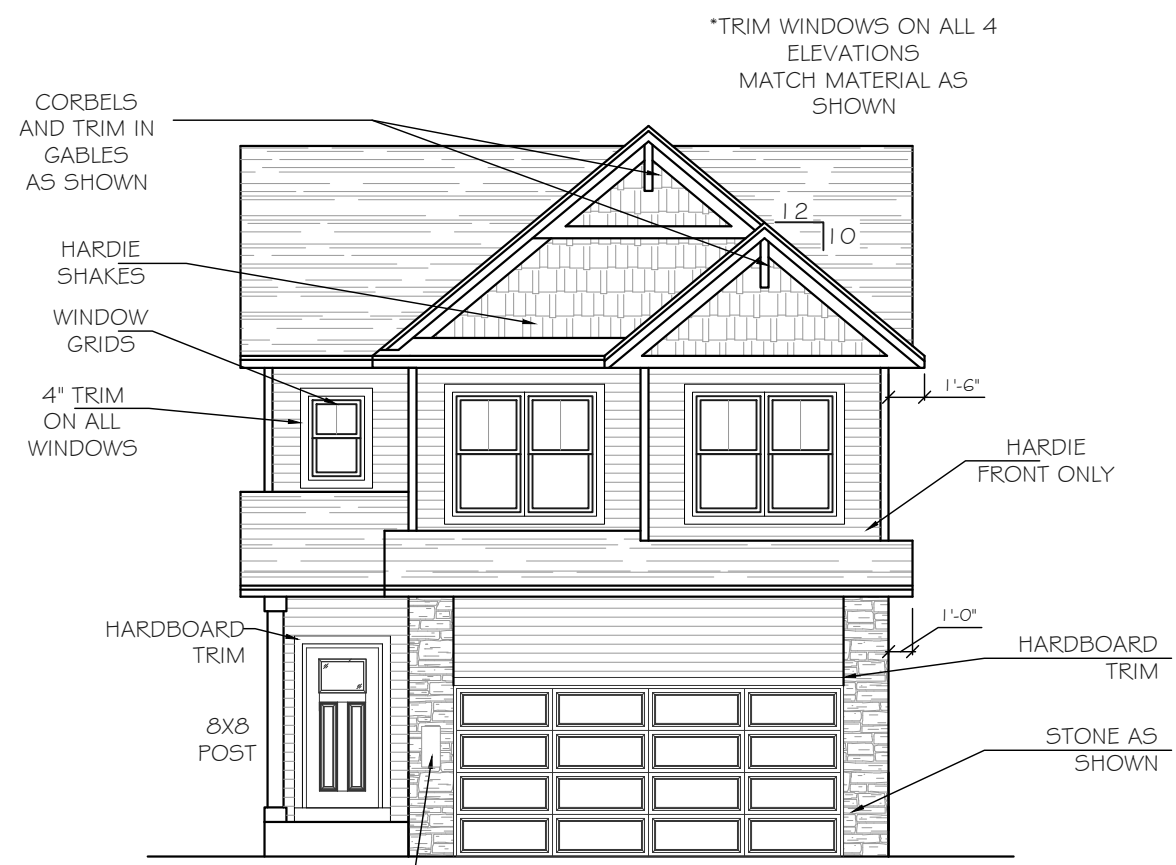 *TRIM WINDOWS ON ALL 4
ELEVATIONS
MATCH MATERIAL AS
SHOWN
CORBELS
AND TRIM IN
GABLES
AS SHOWN
12
10
HARDIE
SHAKES
WINDOW
GRIDS
4" TRIM
ON ALL
WINDOWS
1'-6"
HARDIE
FRONT ONLY
1'-0"
HARDBOARD
TRIM
HARDBOARD
TRIM
8X8
POST
STONE AS
SHOWN